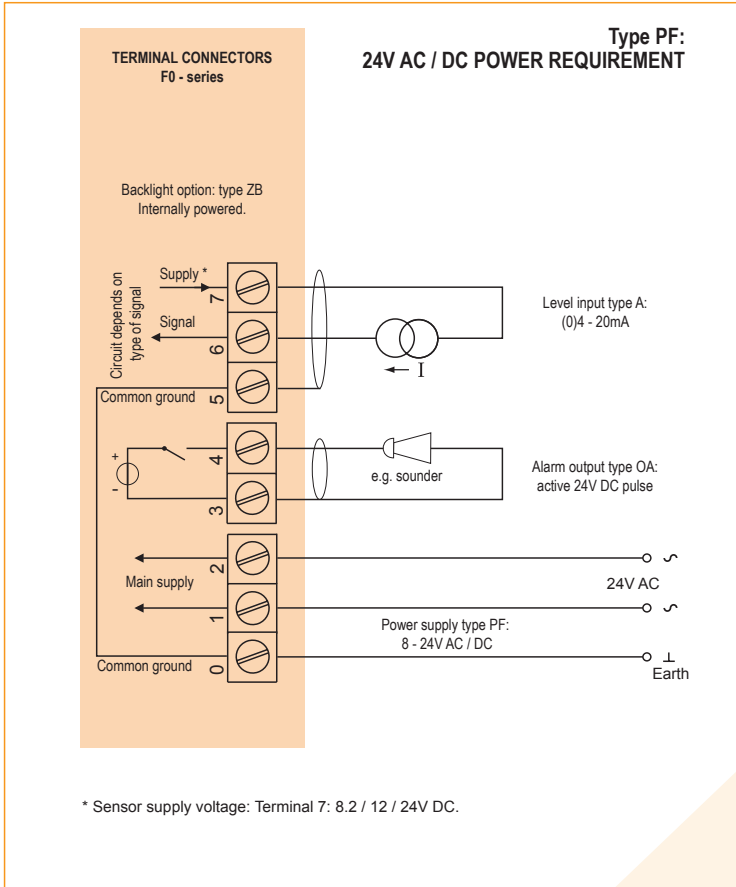 Type PF:
24V AC / DC POWER REQUIREMENT
TERMINAL CONNECTORS
F0 - series
Backlight option: type ZB
Internally powered.
Circuit depends on
type of signal
Supply *
7
Signal
6
Common ground
5
I
Level input type A:
(0)4 - 20mA
+
-
4
3
e.g. sounder
Alarm output type OA:
active 24V DC pulse
2
Main supply
1
24V AC
Power supply type PF:
8 - 24V AC / DC
Common ground
0
Earth
* Sensor supply voltage: Terminal 7: 8.2 / 12 / 24V DC.